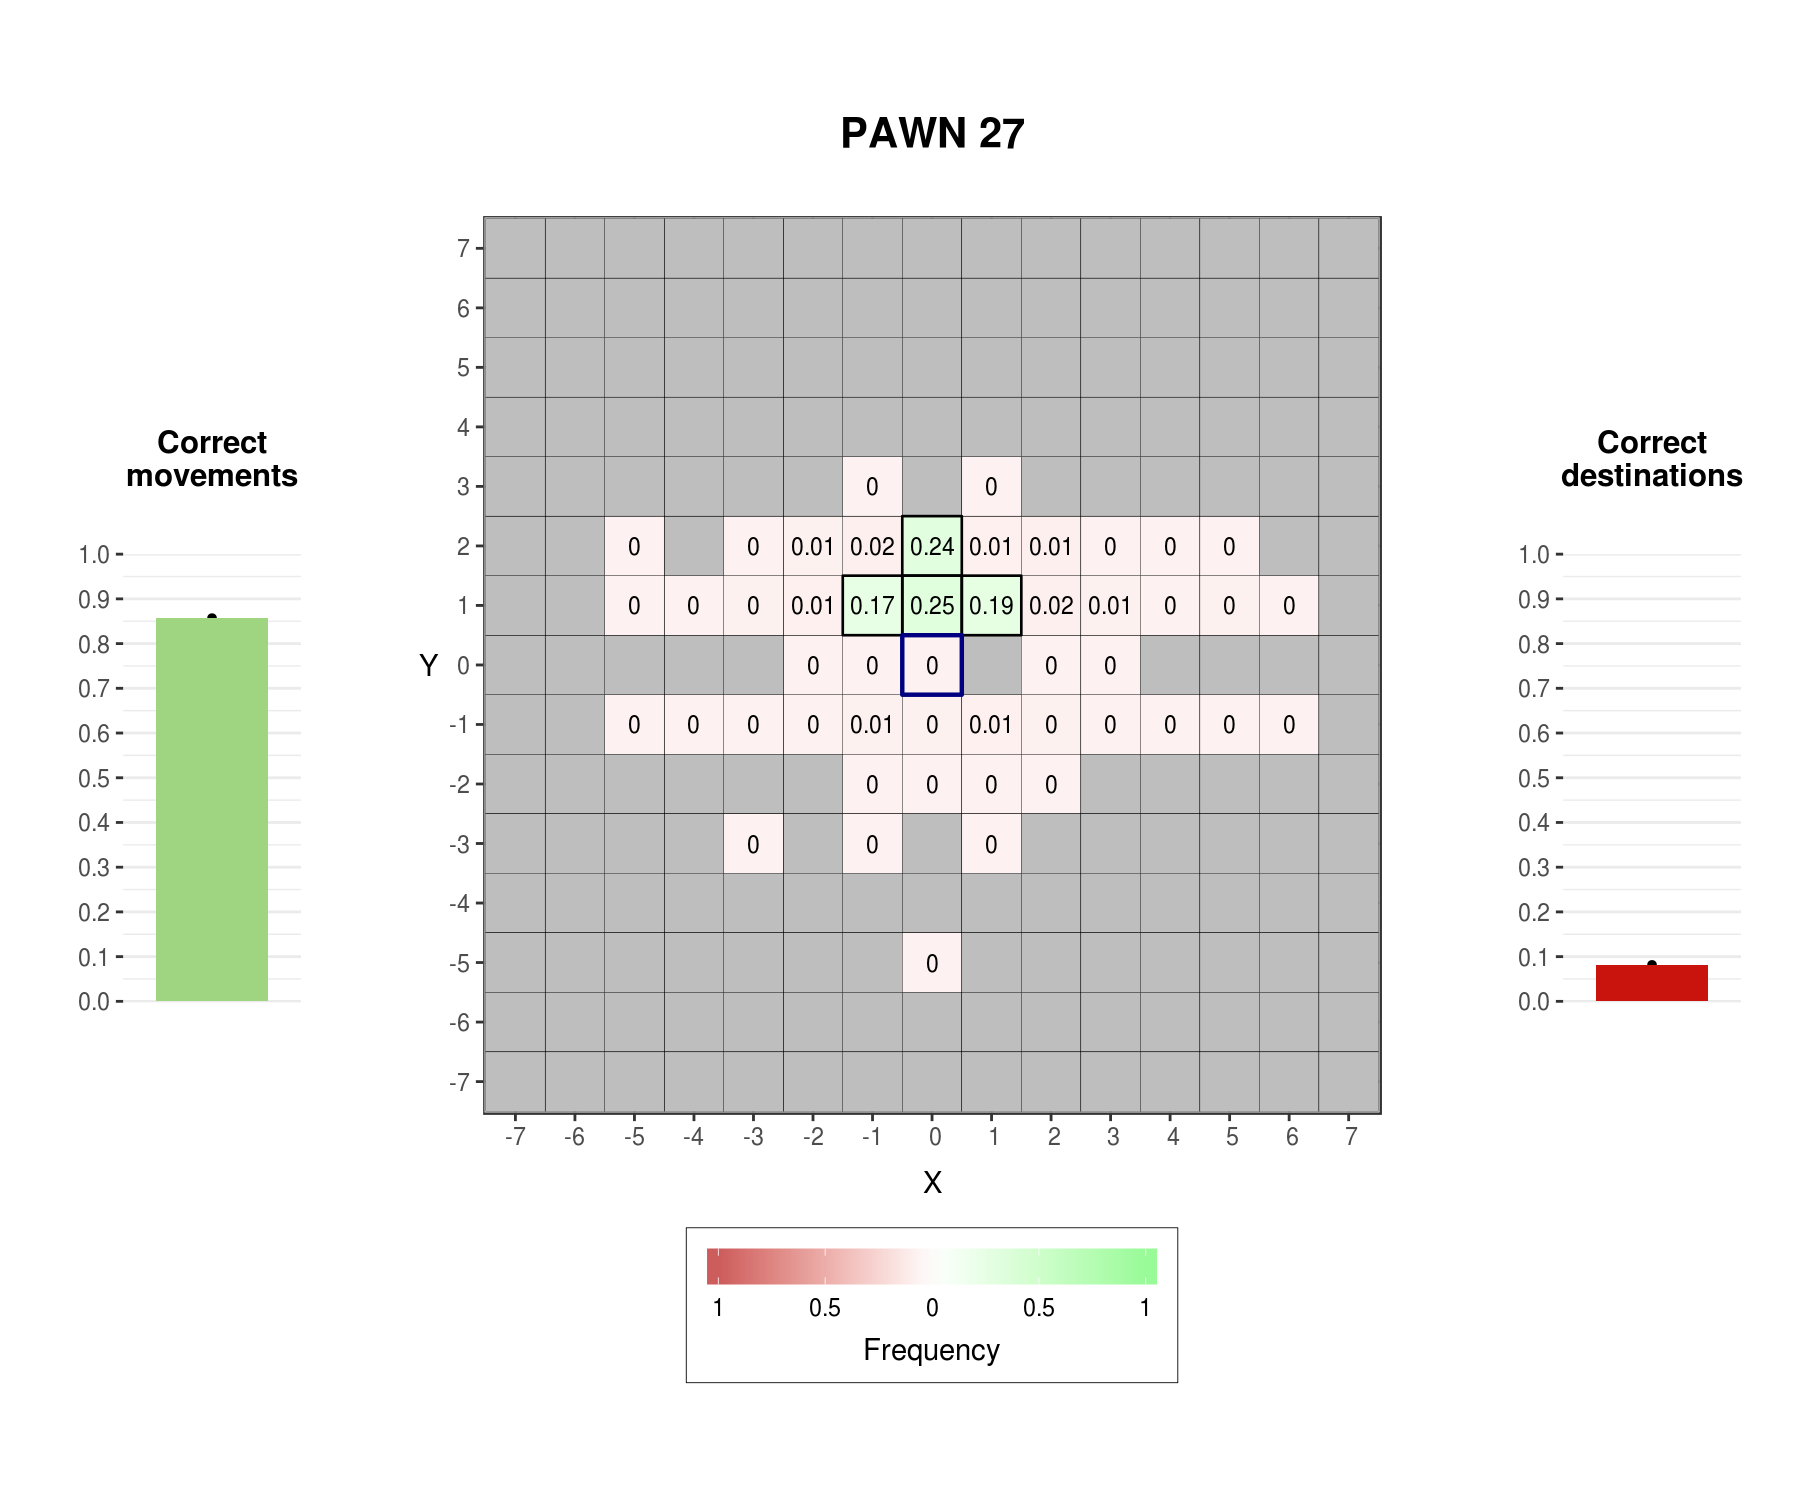 PAWN 27
Correct
movements
1.0
0.9
0.8
0.7
0.6
0.5
0.4
0.3
0.2
0.1
0.0
Y
7
6
5
4
3 0 0
2 0 0 0.01 0.02 0.24 0.01 0.01 0 0 0
1 0 0 0 0.01 0.17 0.25 0.19 0.02 0.01 0 0 0
0 0 0 0 0 0
-1 0 0 0 0 0.01 0 0.01 0 0 0 0 0
-2 0 0 0 0
-3 0 0 0
-4
-5 0
-6
-7
-7 -6 -5 -4 -3 -2 -1 0 1 2 3 4 5 6 7
X
1 0.5 0 0.5 1
Frequency
Correct
destinations
1.0
0.9
0.8
0.7
0.6
0.5
0.4
0.3
0.2
0.1
0.0